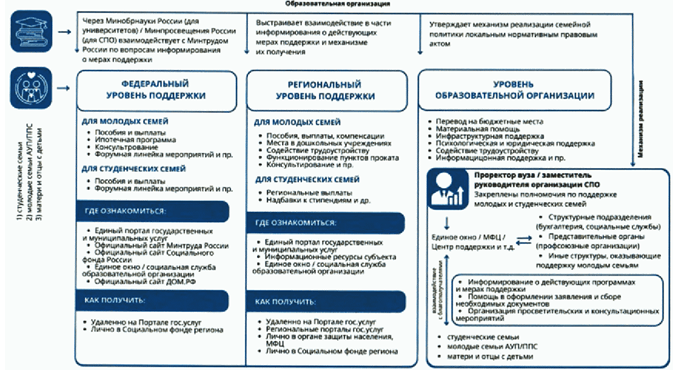 Образовательная организация
Через Минобрнауки России (для
университетов) / Минпросвещения России
(для СПО) взаимодействует с Минтрудом
России по вопросам информирования
о мерах поддержки
Выстраивает взаимодействие в части
информирования о действующих
мерах поддержки и механизме
их получения
Утверждает механизм реализации семейной
политики локальным нормативным правовым
актом
1) студенческие семьи
2) молодые семьи АУП/ППС
3) матери и отцы с детьми
ФЕДЕРАЛЬНЫЙ
УРОВЕНЬ ПОДДЕРЖКИ
ДЛЯ МОЛОДЫХ СЕМЕЙ
• Пособия и выплаты
• Ипотечная программа
• Консультирование
• Форумная линейка мероприятий и пр.
ДЛЯ СТУДЕНЧЕСКИХ СЕМЕЙ
• Пособия и выплаты
• Форумная линейка мероприятий и пр.
ГДЕ ОЗНАКОМИТЬСЯ:
• Единый портал государственных
и муниципальных услуг
• Официальный сайт Минтруда России
• Официальный сайт Социального
фонда России
• Единое окно / социальная служба
образовательной организации
• Официальный сайт ДОМ.РФ
КАК ПОЛУЧИТЬ:
• Удаленно на Портале гос.услуг
• Лично в Социальном фонде региона
РЕГИОНАЛЬНЫЙ
УРОВЕНЬ ПОДДЕРЖКИ
ДЛЯ МОЛОДЫХ СЕМЕЙ
• Пособия, выплаты, компенсации
• Места в дошкольных учреждениях
• Содействие трудоустройству
• Функционирование пунктов проката
• Консультирование и пр.
ДЛЯ СТУДЕНЧЕСКИХ СЕМЕЙ
• Региональные выплаты
• Надбавки к стипендиям и др.
ГДЕ ОЗНАКОМИТЬСЯ:
• Единый портал государственных
и муниципальных услуг
• Информационные ресурсы субъекта
• Единое окно / социальная служба
образовательной организации
КАК ПОЛУЧИТЬ:
• Удаленно на Портале гос.услуг
• Региональные порталы гос.услуг
• Лично в органе защиты населения,
МФЦ
• Лично в Социальном фонде региона
УРОВЕНЬ
ОБРАЗОВАТЕЛЬНОЙ ОРГАНИЗАЦИИ
• Перевод на бюджетные места
• Материальная помощь
• Инфраструктурная поддержка
• Психологическая и юридическая поддержка
• Содействие трудоустройству
• Информационная поддержка и пр.
Механизм реализации
Проректор вуза / заместитель
руководителя организации СПО
Закреплены полномочия по поддержке
молодых и студенческих семей
Единое окно / МФЦ /
Центр поддержки и т.д.
• Структурные подразделения
(бухгалтерия, социальные службы)
• Представительные органы
(профсоюзные организации)
• Иные структуры, оказывающие
поддержку молодым семьям
взаимодействие
с благополучателями
• Информирование о действующих программах
и мерах поддержки
• Помощь в оформлении заявления и сборе
необходимых документов
• Организация просветительских и консультационных
мероприятий
• студенческие семьи
• молодые семьи АУП/ППС
• матери и отцы с детьми